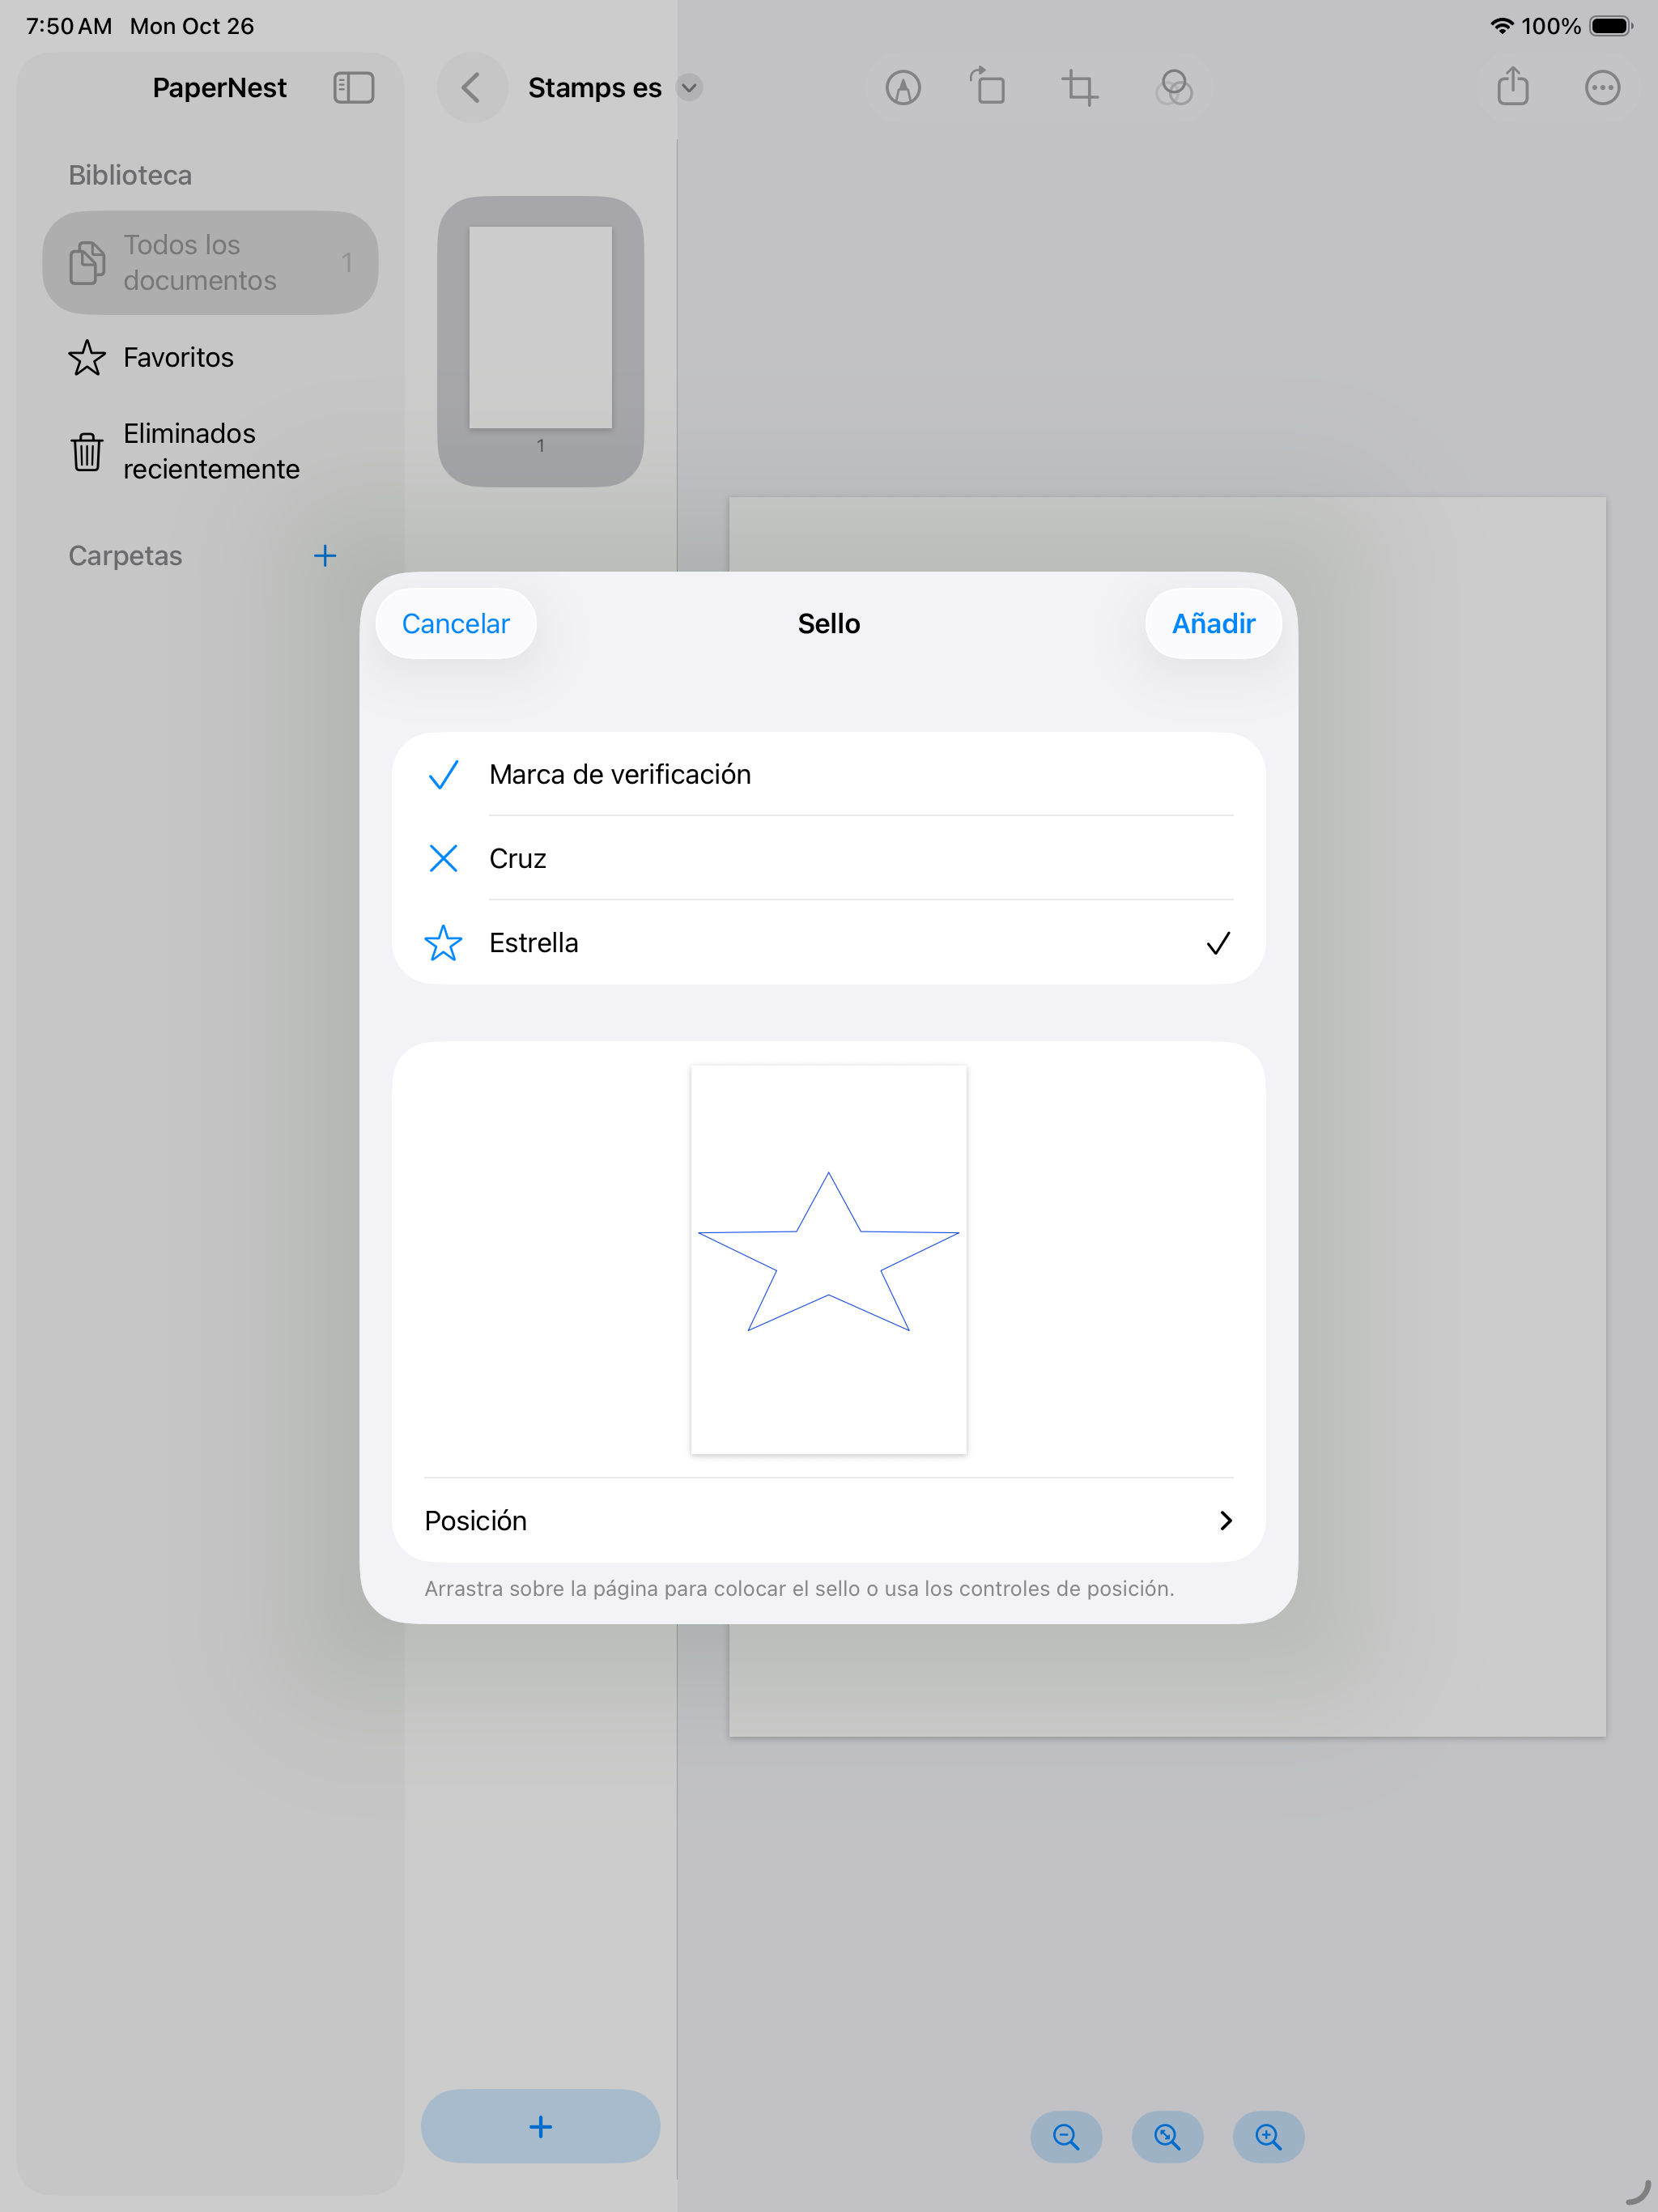 7:50 AM Mon Oct 26
100%
PaperNest
Stamps es
Biblioteca
Todos los
documentos
1
Favoritos
Eliminados
recientemente
Carpetas
1
Cancelar
Sello
Añadir
Marca de verificación
Cruz
Estrella
Posición
Arrastra sobre la página para colocar el sello o usa los controles de posición.